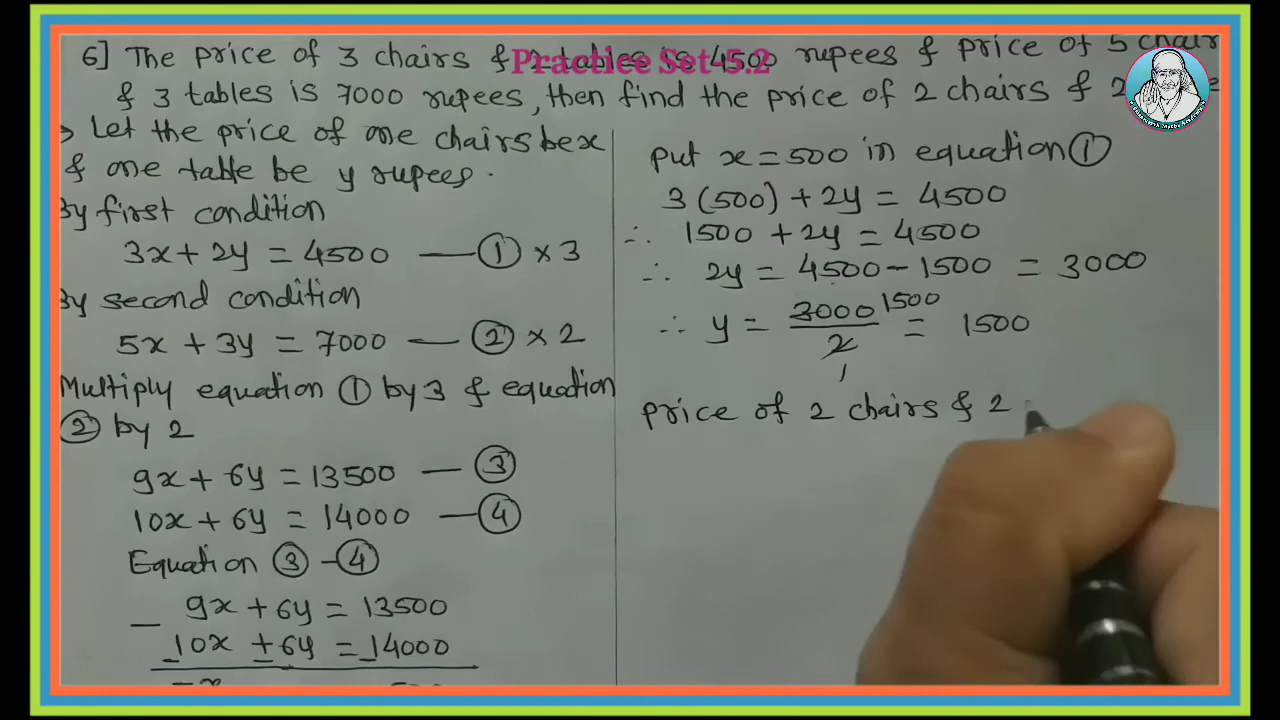 6] The price of 3 chairs & 2 tables is 4500 rupees & price of 5 chair
Practice Set 5.2
& 3 tables is 7000 rupees, then find the price of 2 chairs & 2
Let the price of one chairs be x
& one table be y rupees.
By first condition
3x + 2y = 4500 — ① × 3
By second condition
5x + 3y = 7000 — ② × 2
Multiply equation ① by 3 & equation
② by 2
9x + 6y = 13500 — ③
10x + 6y = 14000 — ④
Equation ③ - ④
9x + 6y = 13500
10x + 6y = 14000
put x = 500 in equation ①
3 (500) + 2y = 4500
∴ 1500 + 2y = 4500
∴ 2y = 4500 - 1500 = 3000
∴ y = 3000/2 = 1500
1500
1
price of 2 chairs & 2